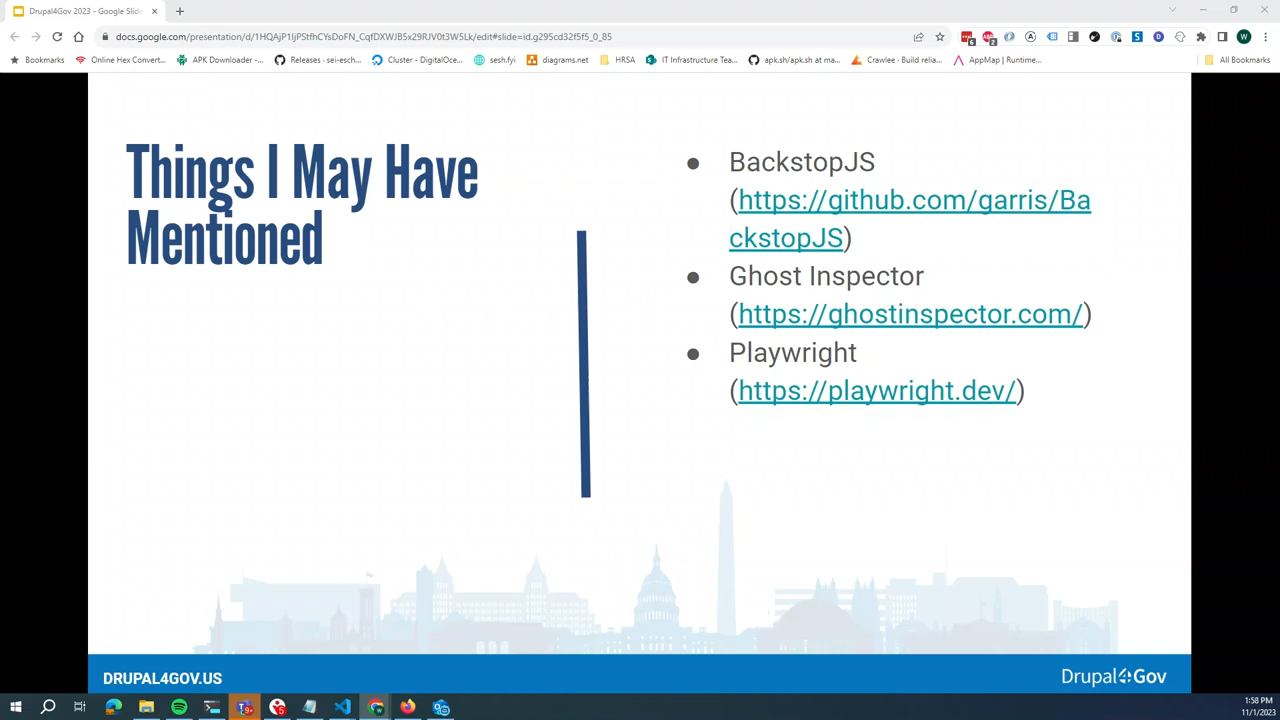 Drupal4Gov 2023 - Google Slide
docs.google.com/presentation/d/1HQAjP1IjPStfhCYsDoFN_CqfDXWJB5x29RJV0t3W5Lk/edit#slide=id.g295cd32f5f5_0_85
Bookmarks
Online Hex Convert...
APK Downloader -...
Releases · sei-esch...
Cluster - DigitalOce...
sesh.fyi
diagrams.net
HRSA
IT Infrastructure Tea...
apk.sh/apk.sh at ma...
Crawlee · Build relia...
AppMap | Runtime...
All Bookmarks
Things I May Have
Mentioned
● BackstopJS
(https://github.com/garris/Ba
ckstopJS)
● Ghost Inspector
(https://ghostinspector.com/)
● Playwright
(https://playwright.dev/)
DRUPAL4GOV.US
Drupal4Gov
1:58 PM
11/1/2023